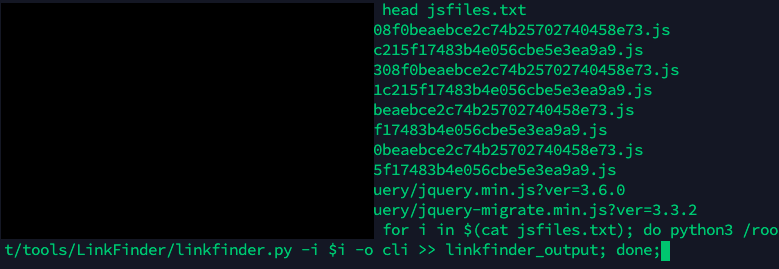 head jsfiles.txt
08f0beaebce2c74b25702740458e73.js
c215f17483b4e056cbe5e3ea9a9.js
308f0beaebce2c74b25702740458e73.js
1c215f17483b4e056cbe5e3ea9a9.js
beaebce2c74b25702740458e73.js
f17483b4e056cbe5e3ea9a9.js
0beaebce2c74b25702740458e73.js
5f17483b4e056cbe5e3ea9a9.js
uery/jquery.min.js?ver=3.6.0
uery/jquery-migrate.min.js?ver=3.3.2
for i in $(cat jsfiles.txt); do python3 /roo
t/tools/LinkFinder/linkfinder.py -i $i -o cli >> linkfinder_output; done;